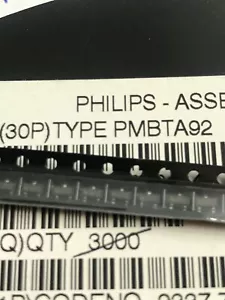 PHILIPS - ASSE
(30P)TYPE PMBTA92
Q)QTY 3000